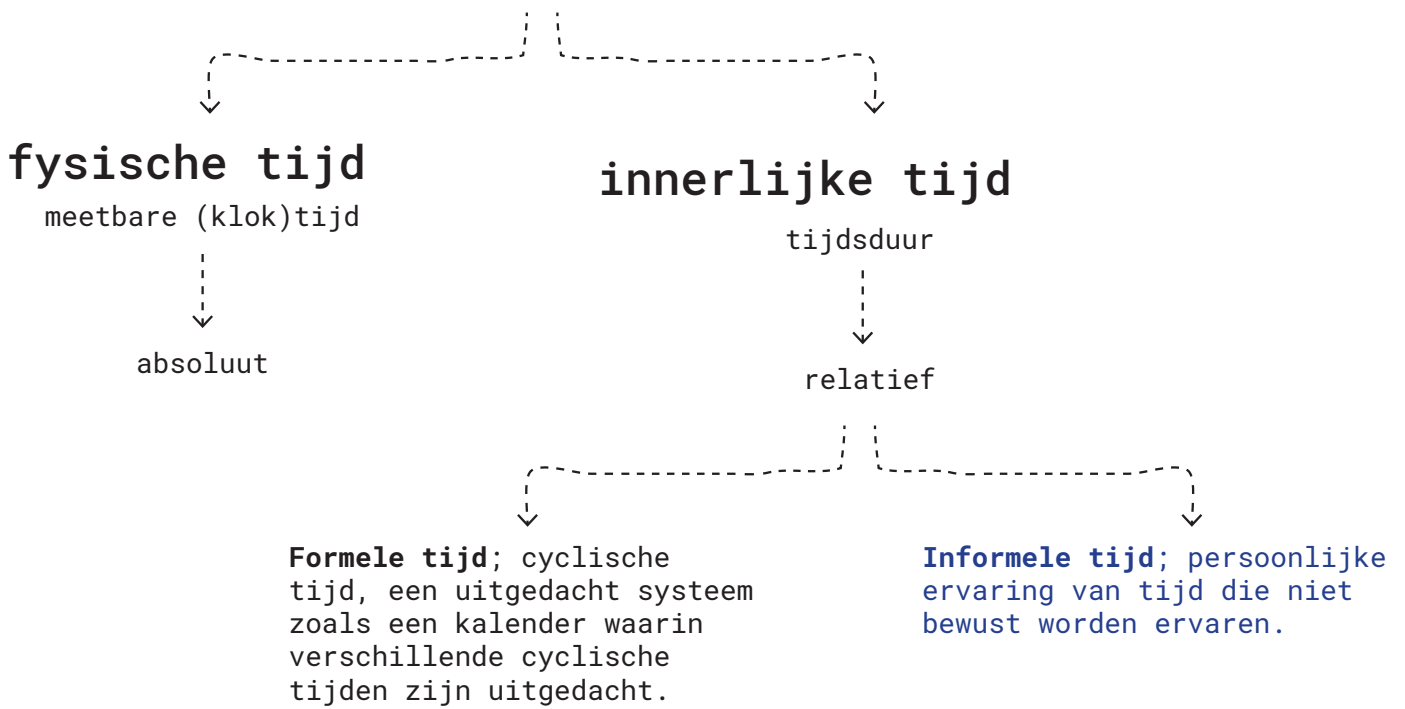 fysische tijd
meetbare (klok)tijd
absoluut
innerlijke tijd
tijdsduur
relatief
Formele tijd; cyclische
tijd, een uitgedacht systeem
zoals een kalender waarin
verschillende cyclische
tijden zijn uitgedacht.
Informele tijd; persoonlijke
ervaring van tijd die niet
bewust worden ervaren.